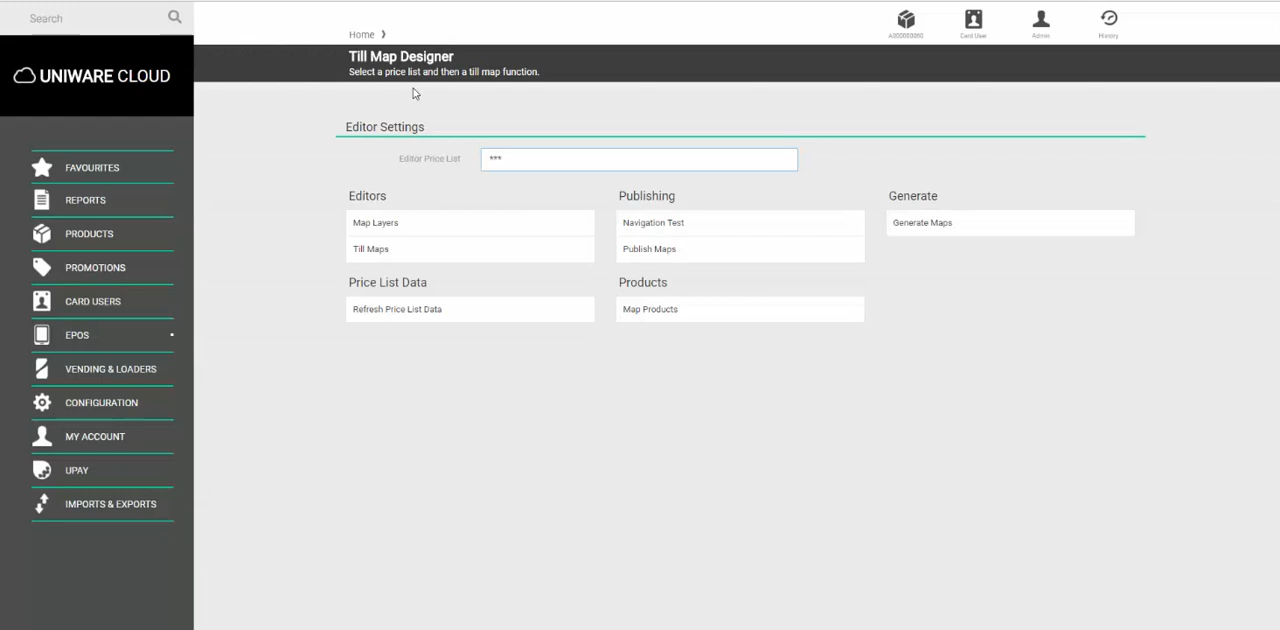 Search
UNIWARE CLOUD
FAVOURITES
REPORTS
PRODUCTS
PROMOTIONS
CARD USERS
EPOS
VENDING & LOADERS
CONFIGURATION
MY ACCOUNT
UPAY
IMPORTS & EXPORTS
Home ❯
Card User
Admin
History
Till Map Designer
Select a price list and then a till map function.
Editor Settings
Editor Price List
***
Editors
Map Layers
Till Maps
Publishing
Navigation Test
Publish Maps
Generate
Generate Maps
Price List Data
Refresh Price List Data
Products
Map Products